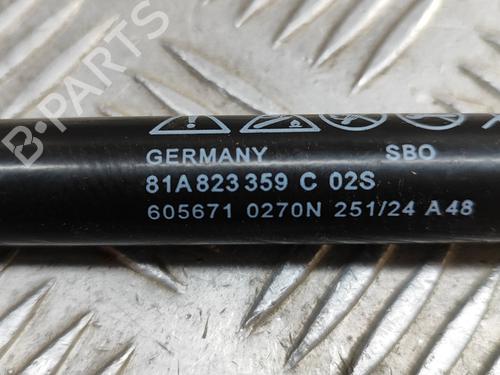 B-PARTS
GERMANY SBO
81A 823 359 C 02S
605671 0270N 251/24 A48